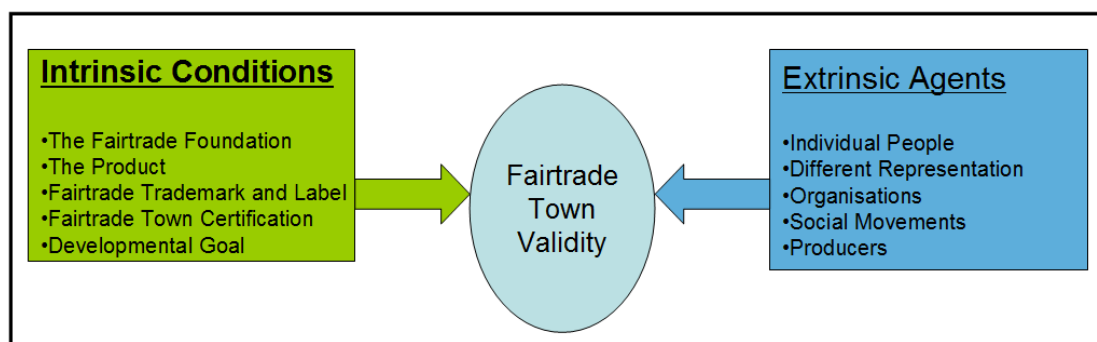 Intrinsic Conditions
•The Fairtrade Foundation
•The Product
•Fairtrade Trademark and Label
•Fairtrade Town Certification
•Developmental Goal
Fairtrade
Town
Validity
Extrinsic Agents
•Individual People
•Different Representation
•Organisations
•Social Movements
•Producers